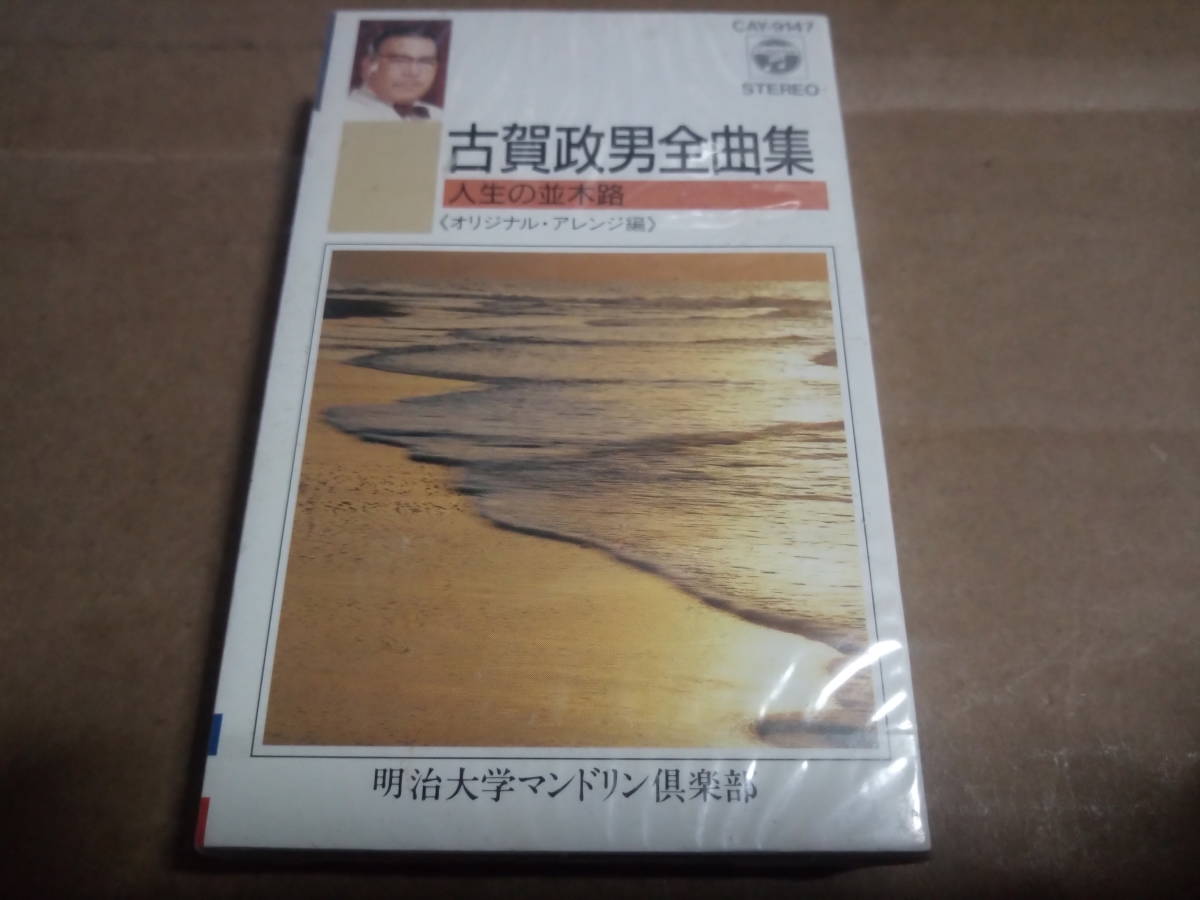 CAY-9147
STEREO
古賀政男全曲集
人生の並木路
《オリジナル・アレンジ編》
明治大学マンドリン倶楽部